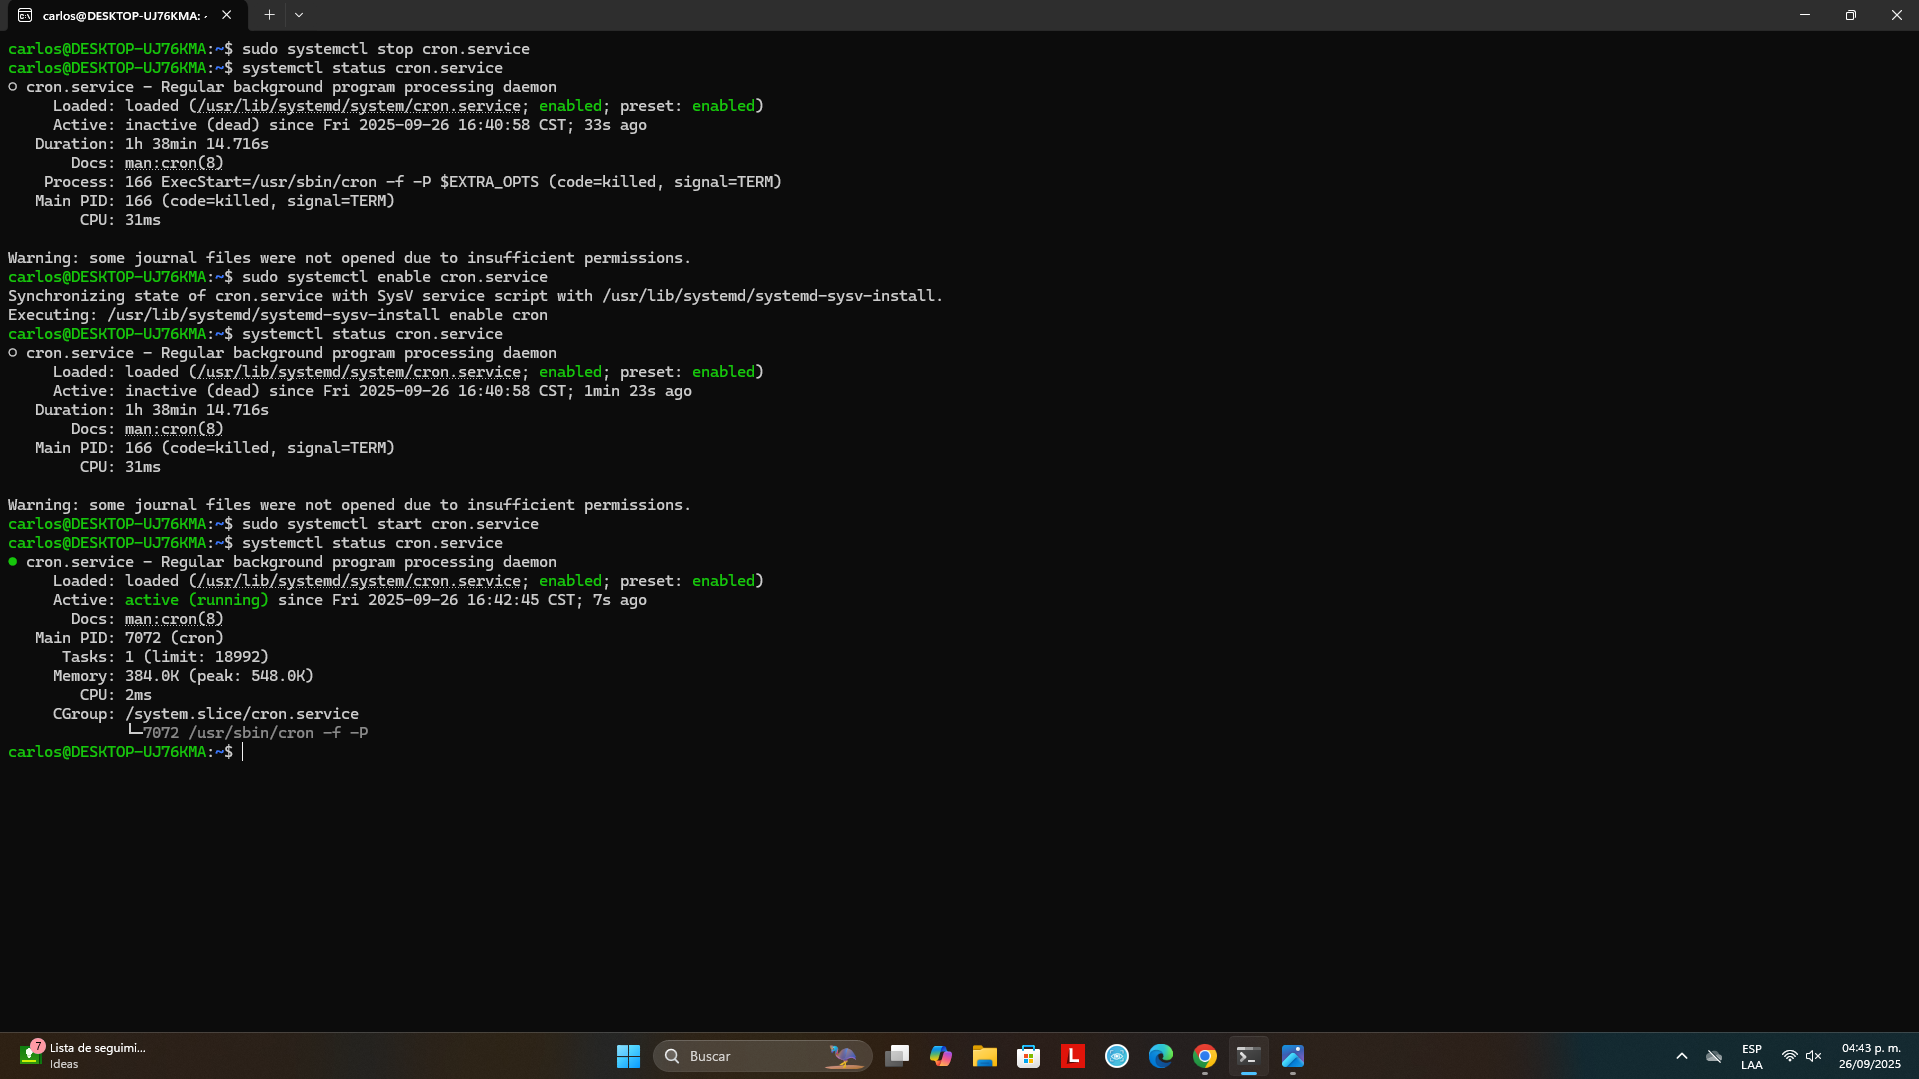 carlos@DESKTOP-UJ76KMA: ~
carlos@DESKTOP-UJ76KMA:~$ sudo systemctl stop cron.service
carlos@DESKTOP-UJ76KMA:~$ systemctl status cron.service
○ cron.service - Regular background program processing daemon
Loaded: loaded (/usr/lib/systemd/system/cron.service; enabled; preset: enabled)
Active: inactive (dead) since Fri 2025-09-26 16:40:58 CST; 33s ago
Duration: 1h 38min 14.716s
Docs: man:cron(8)
Process: 166 ExecStart=/usr/sbin/cron -f -P $EXTRA_OPTS (code=killed, signal=TERM)
Main PID: 166 (code=killed, signal=TERM)
CPU: 31ms
Warning: some journal files were not opened due to insufficient permissions.
carlos@DESKTOP-UJ76KMA:~$ sudo systemctl enable cron.service
Synchronizing state of cron.service with SysV service script with /usr/lib/systemd/systemd-sysv-install.
Executing: /usr/lib/systemd/systemd-sysv-install enable cron
carlos@DESKTOP-UJ76KMA:~$ systemctl status cron.service
○ cron.service - Regular background program processing daemon
Loaded: loaded (/usr/lib/systemd/system/cron.service; enabled; preset: enabled)
Active: inactive (dead) since Fri 2025-09-26 16:40:58 CST; 1min 23s ago
Duration: 1h 38min 14.716s
Docs: man:cron(8)
Main PID: 166 (code=killed, signal=TERM)
CPU: 31ms
Warning: some journal files were not opened due to insufficient permissions.
carlos@DESKTOP-UJ76KMA:~$ sudo systemctl start cron.service
carlos@DESKTOP-UJ76KMA:~$ systemctl status cron.service
● cron.service - Regular background program processing daemon
Loaded: loaded (/usr/lib/systemd/system/cron.service; enabled; preset: enabled)
Active: active (running) since Fri 2025-09-26 16:42:45 CST; 7s ago
Docs: man:cron(8)
Main PID: 7072 (cron)
Tasks: 1 (limit: 18992)
Memory: 384.0K (peak: 548.0K)
CPU: 2ms
CGroup: /system.slice/cron.service
└─7072 /usr/sbin/cron -f -P
carlos@DESKTOP-UJ76KMA:~$
7
Lista de seguimi...
Ideas
Buscar
L
ESP
LAA
04:43 p. m.
26/09/2025